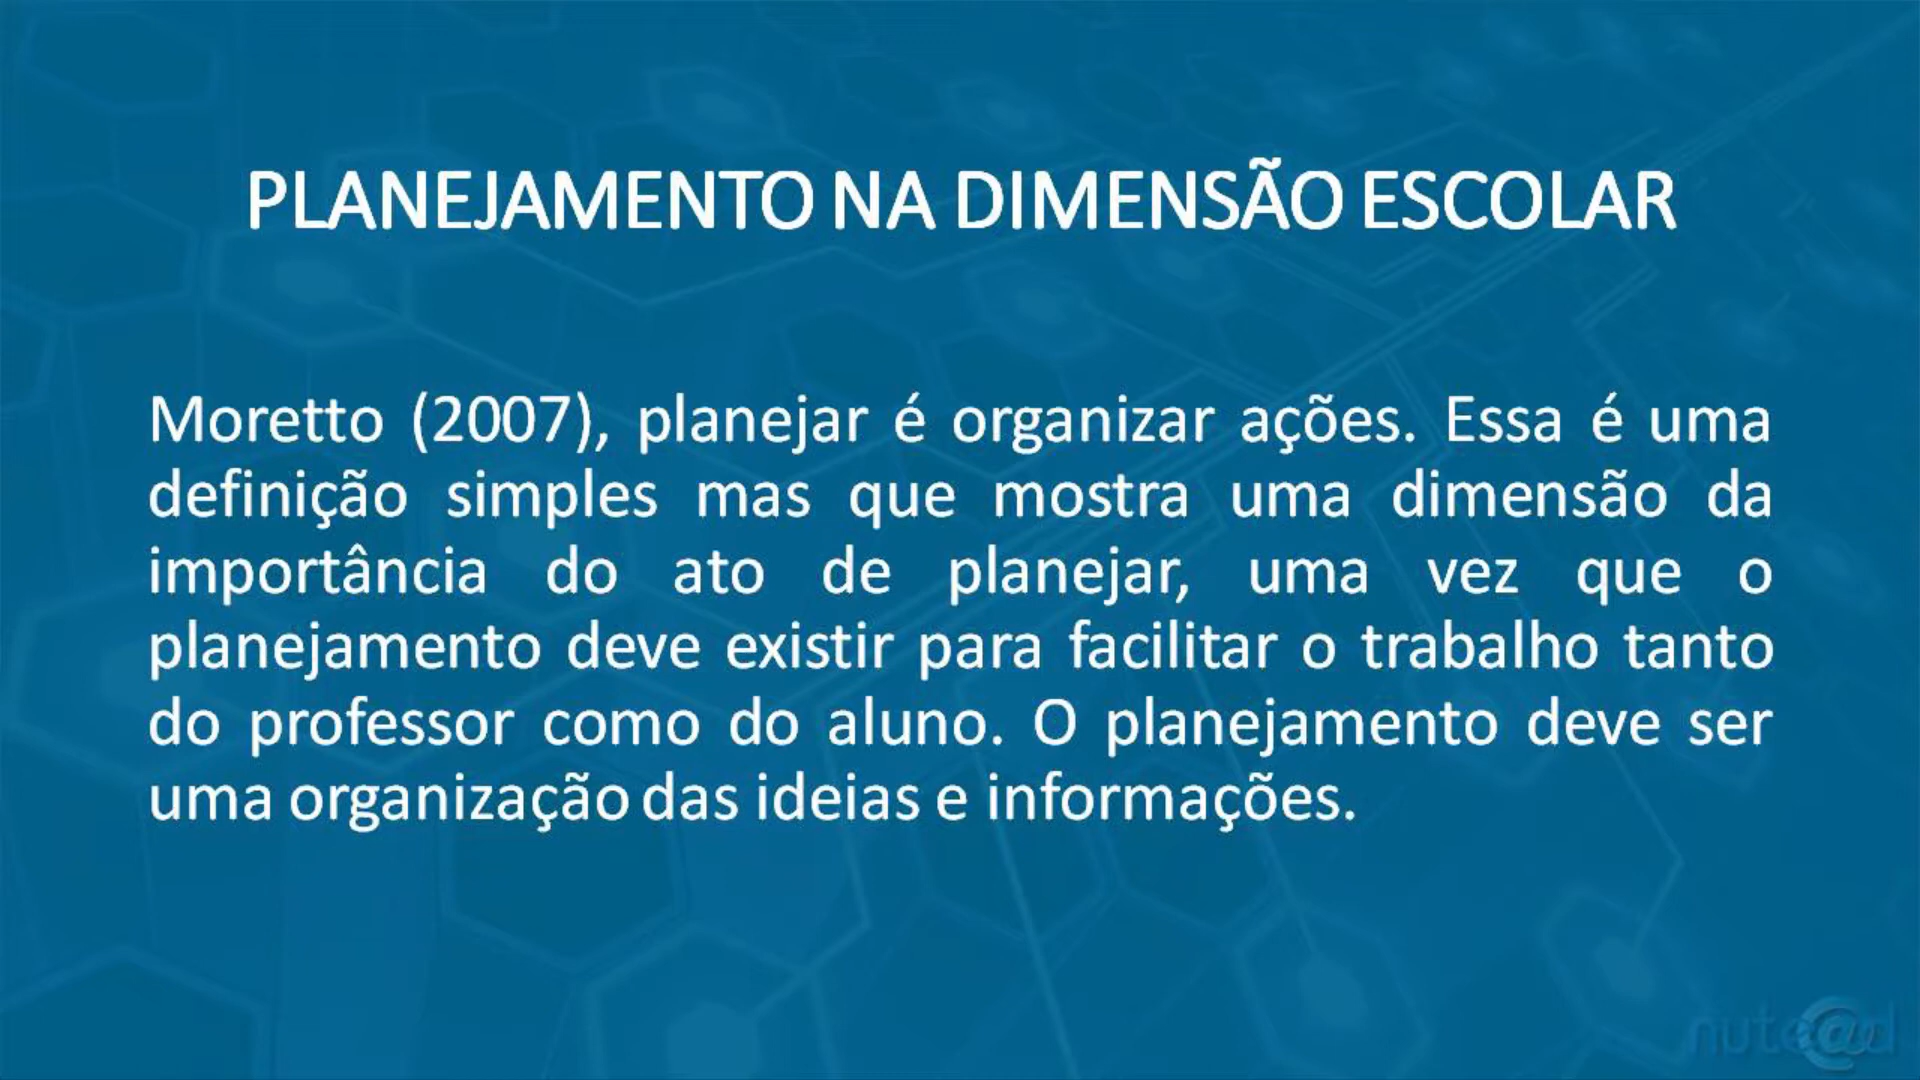 PLANEJAMENTO NA DIMENSÃO ESCOLAR
Moretto (2007), planejar é organizar ações. Essa é uma
definição simples mas que mostra uma dimensão da
importância do ato de planejar, uma vez que o
planejamento deve existir para facilitar o trabalho tanto
do professor como do aluno. O planejamento deve ser
uma organização das ideias e informações.
nute@d